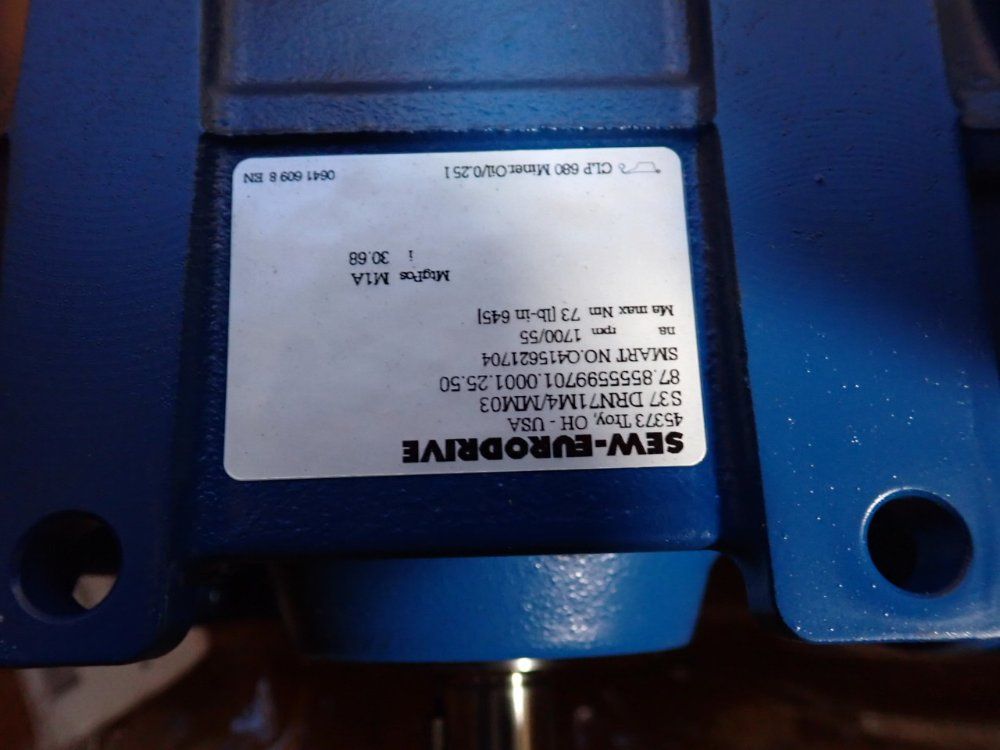 SEW-EURODRIVE
45373 Troy, OH - USA
S37 DRN71M4/MM03
87.8555599701.0001.25.50
SMART NO.Q415621704
na rpm 1700/55
Ma max Nm 73 [lb-in 645]
MtgPos M1A
i 30.68
CLP 680 Miner.Oil/0.25 l 0641 609 8 EN